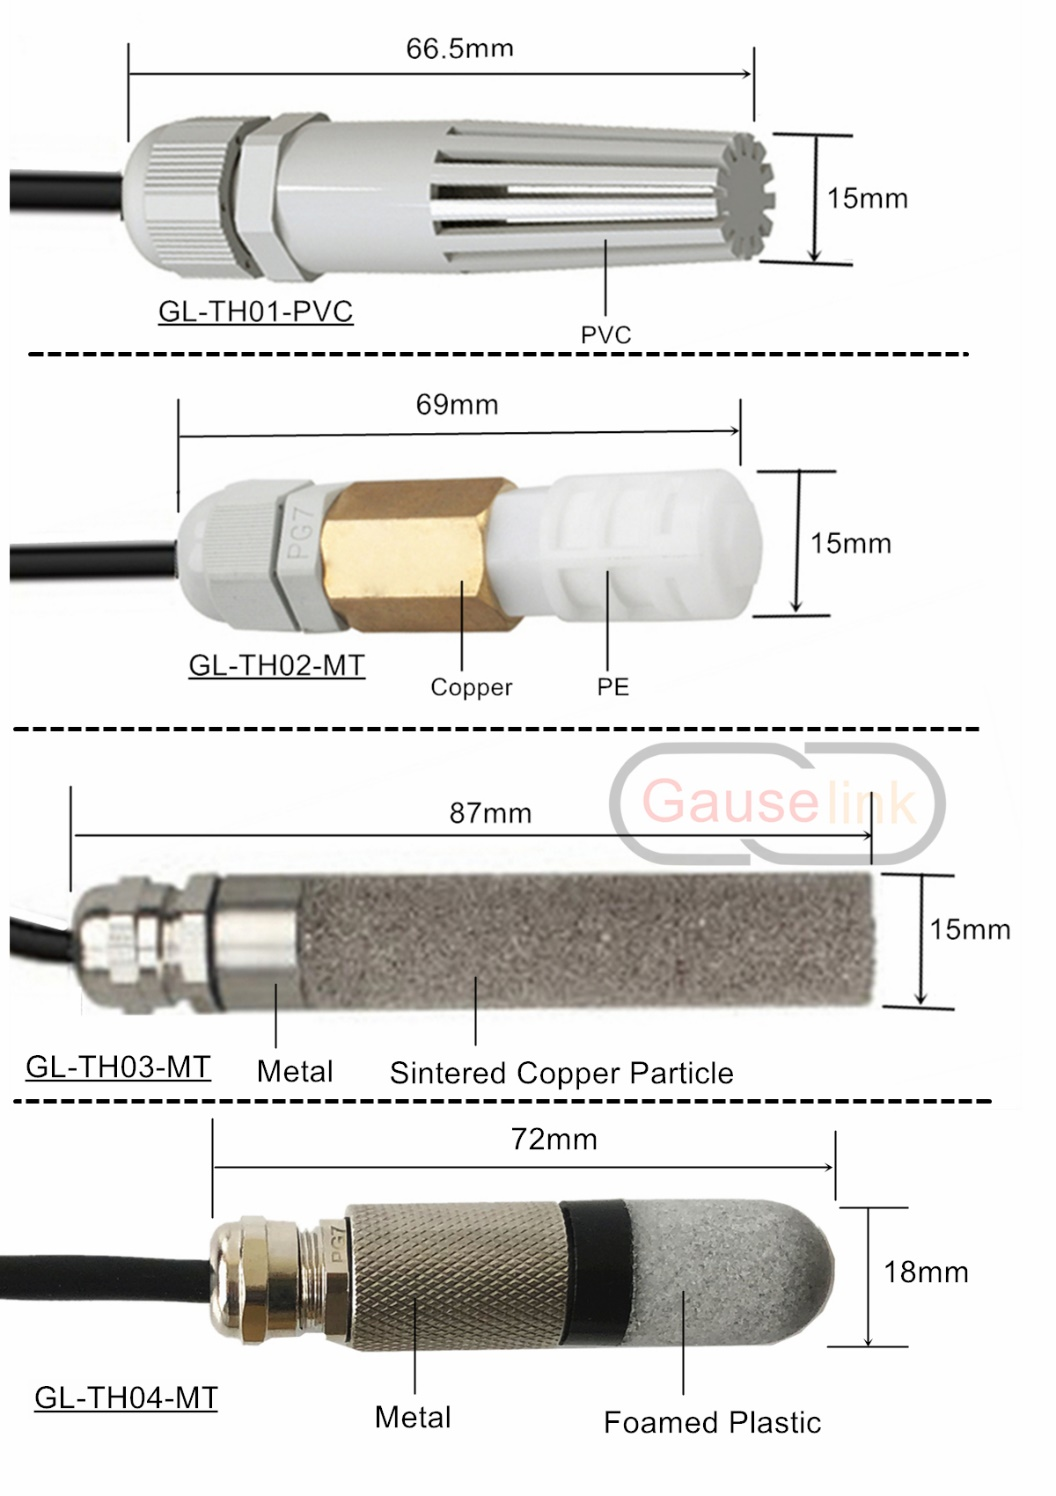 66.5mm
15mm
GL-TH01-PVC
PVC
69mm
PG7
15mm
GL-TH02-MT
Copper
PE
Gauselink
87mm
15mm
GL-TH03-MT
Metal
Sintered Copper Particle
72mm
PG7
18mm
GL-TH04-MT
Metal
Foamed Plastic